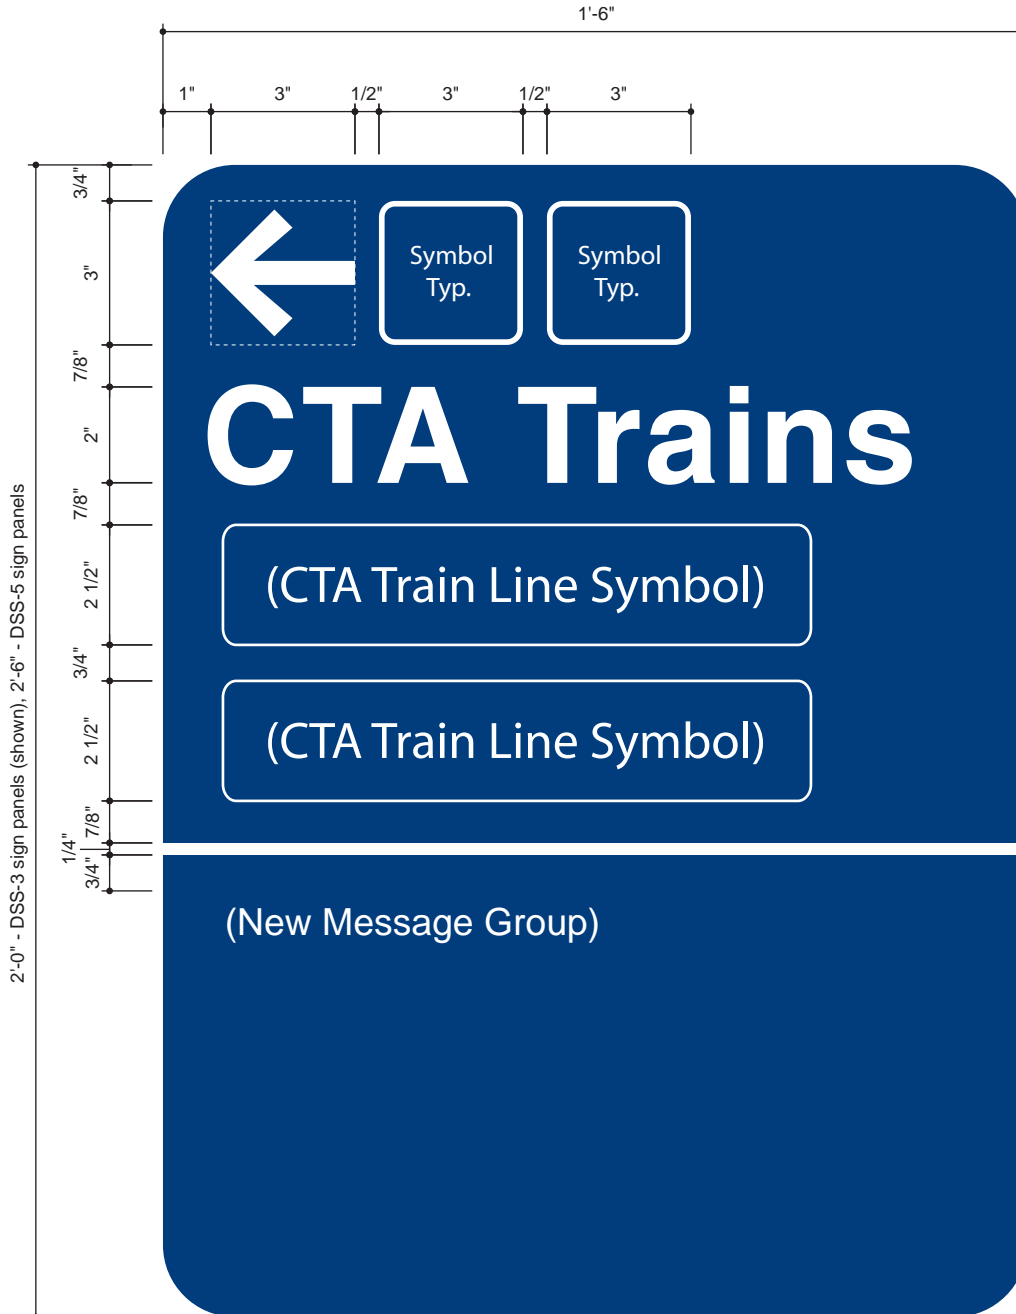 1'-6"
1" 3" 1/2" 3" 1/2" 3"
3/4"
3"
7/8"
2"
7/8"
2 1/2"
3/4"
2 1/2"
7/8"
1/4"
3/4"
2'-0" - DSS-3 sign panels (shown), 2'-6" - DSS-5 sign panels
Symbol
Typ.
Symbol
Typ.
CTA Trains
(CTA Train Line Symbol)
(CTA Train Line Symbol)
(New Message Group)